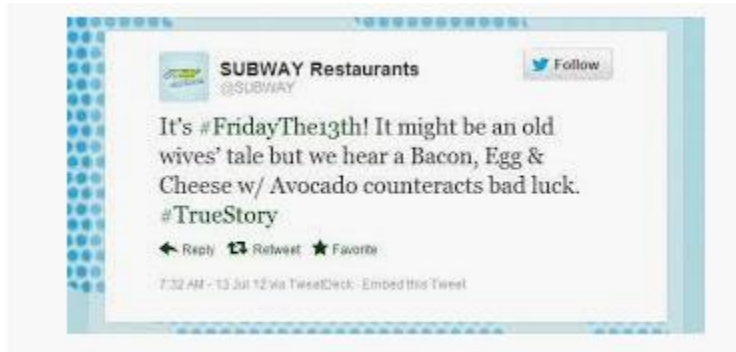 SUBWAY Restaurants
@SUBWAY
Follow
It's #FridayThe13th! It might be an old
wives' tale but we hear a Bacon, Egg &
Cheese w/ Avocado counteracts bad luck.
#TrueStory
Reply Retweet Favorite
7:32 AM - 13 Jul 12 via TweetDeck · Embed this Tweet